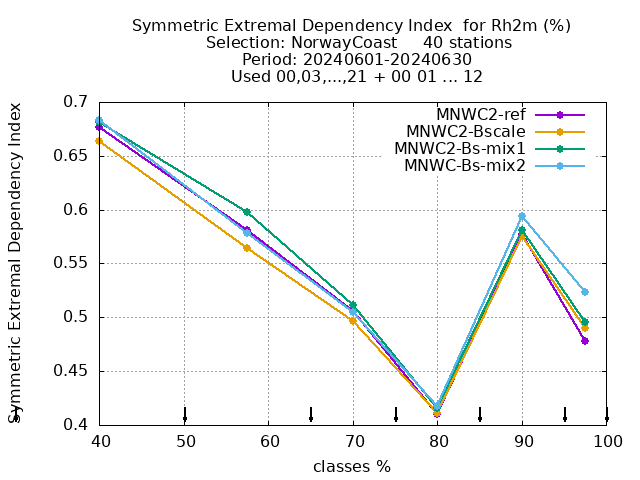 Symmetric Extremal Dependency Index for Rh2m (%)
Selection: NorwayCoast 40 stations
Period: 20240601-20240630
Used 00,03,...,21 + 00 01 ... 12
Symmetric Extremal Dependency Index
0.7
0.65
0.6
0.55
0.5
0.45
0.4
MNWC2-ref
MNWC2-Bscale
MNWC2-Bs-mix1
MNWC-Bs-mix2
40 50 60 70 80 90 100
classes %